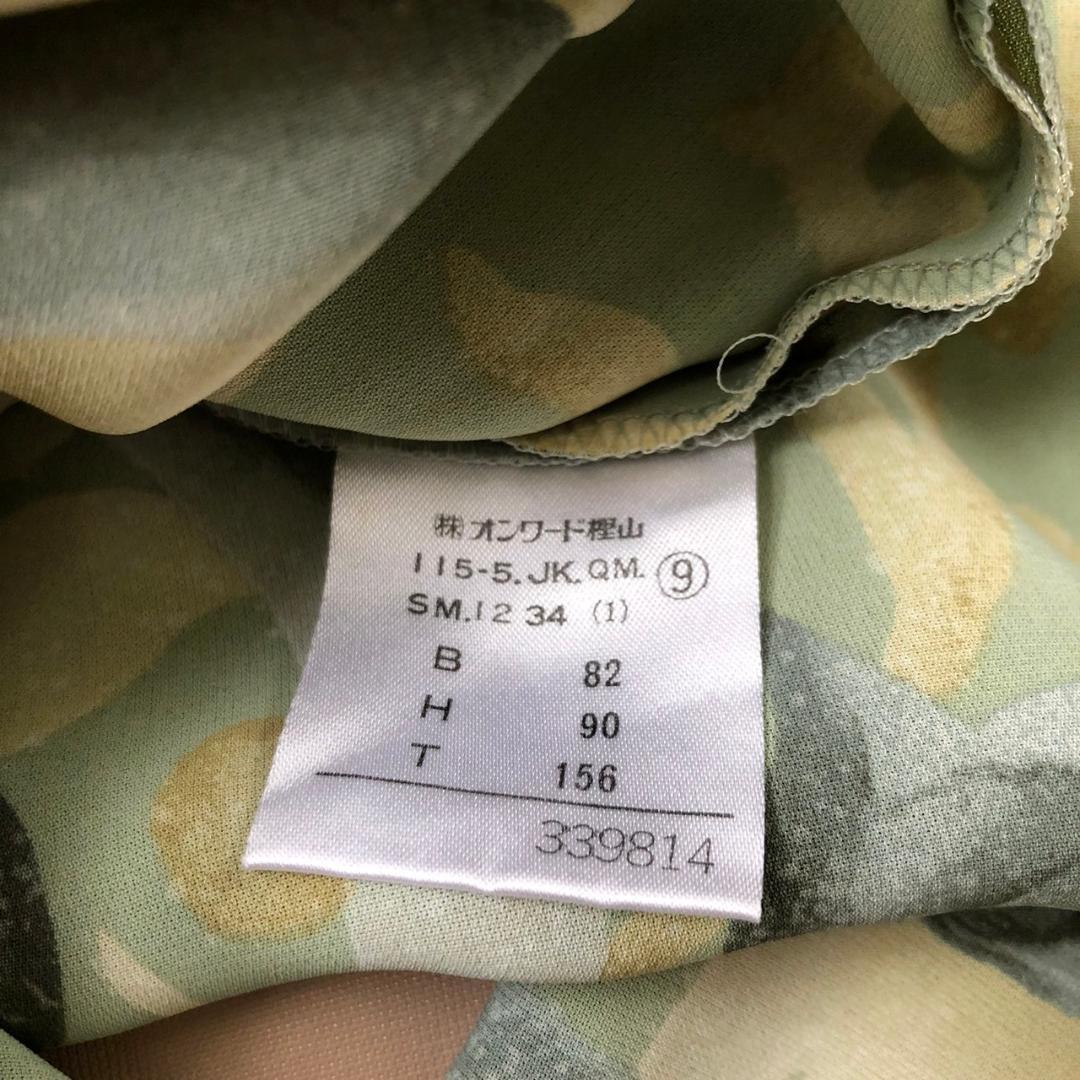 ㈱オンワード樫山
115-5.JK.QM. ⑨
SM.12 34 (1)
B 82
H 90
T 156
339814